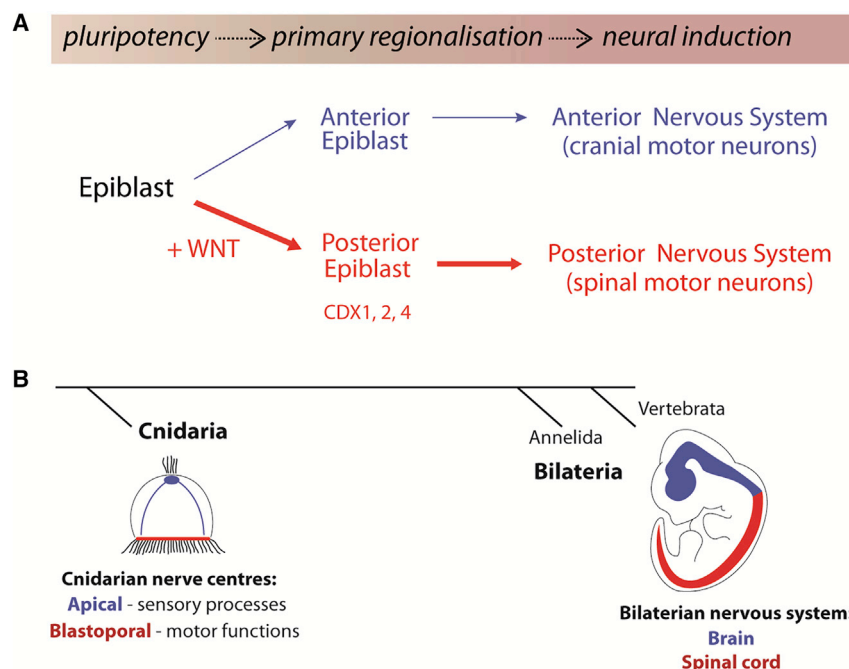 A
pluripotency primary regionalisation neural induction
Anterior
Epiblast
Anterior Nervous System
(cranial motor neurons)
Epiblast
+ WNT
Posterior
Epiblast
CDX1, 2, 4
Posterior Nervous System
(spinal motor neurons)
B
Cnidaria
Annelida
Vertebrata
Bilateria
Cnidarian nerve centres:
Apical - sensory processes
Blastoporal - motor functions
Bilaterian nervous system:
Brain
Spinal cord